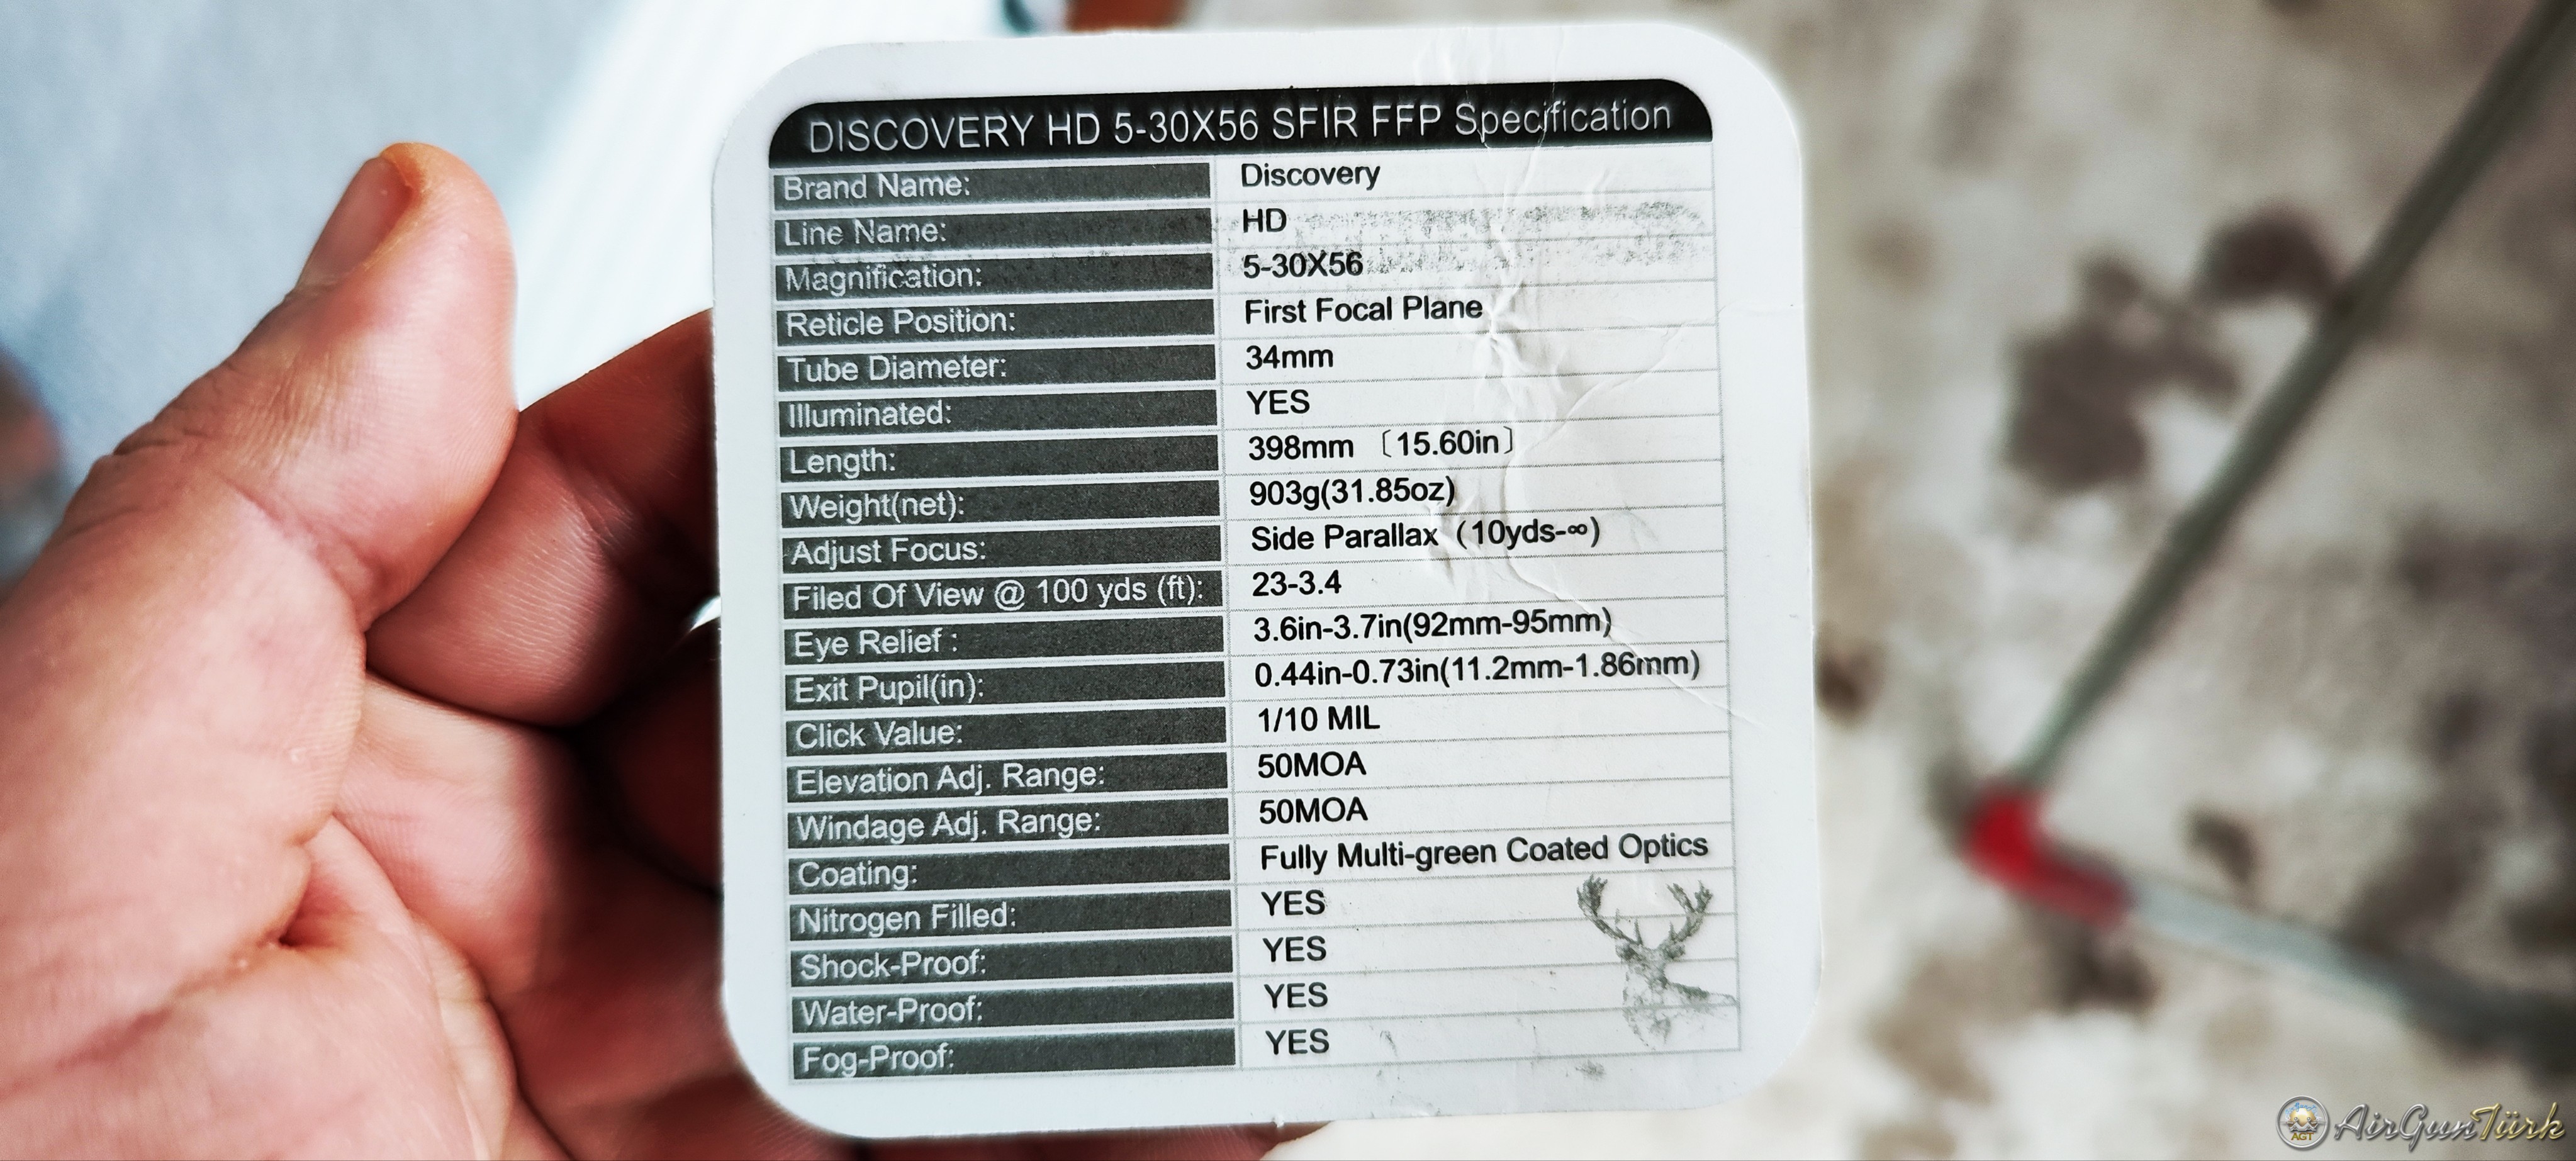 DISCOVERY HD 5-30X56 SFIR FFP Specification
Brand Name: Discovery
Line Name: HD
Magnification: 5-30X56
Reticle Position: First Focal Plane
Tube Diameter: 34mm
Illuminated: YES
Length: 398mm 〔15.60in〕
Weight(net): 903g(31.85oz)
Adjust Focus: Side Parallax（10yds-∞）
Filed Of View @ 100 yds (ft): 23-3.4
Eye Relief : 3.6in-3.7in(92mm-95mm)
Exit Pupil(in): 0.44in-0.73in(11.2mm-1.86mm)
Click Value: 1/10 MIL
Elevation Adj. Range: 50MOA
Windage Adj. Range: 50MOA
Coating: Fully Multi-green Coated Optics
Nitrogen Filled: YES
Shock-Proof: YES
Water-Proof: YES
Fog-Proof: YES
AGT AirGunTürk